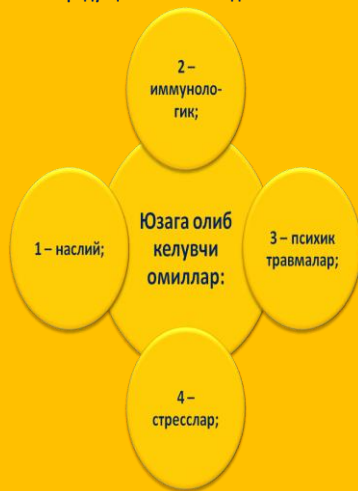 2 –
иммуноло-
гик;
1 – наслий;
Юзага олиб
келувчи
омиллар:
3 – психик
травмалар;
4 –
стресслар;